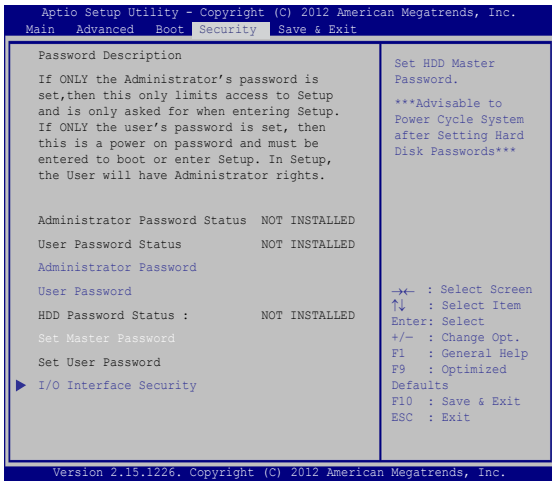 Aptio Setup Utility - Copyright (C) 2012 American Megatrends, Inc.
Main Advanced Boot Security Save & Exit
Password Description
If ONLY the Administrator's password is
set,then this only limits access to Setup
and is only asked for when entering Setup.
If ONLY the user's password is set, then
this is a power on password and must be
entered to boot or enter Setup. In Setup,
the User will have Administrator rights.
Administrator Password Status NOT INSTALLED
User Password Status NOT INSTALLED
Administrator Password
User Password
HDD Password Status : NOT INSTALLED
Set Master Password
Set User Password
I/O Interface Security
Set HDD Master
Password.
***Advisable to
Power Cycle System
after Setting Hard
Disk Passwords***
→← : Select Screen
↑↓ : Select Item
Enter: Select
+/— : Change Opt.
F1 : General Help
F9 : Optimized
Defaults
F10 : Save & Exit
ESC : Exit
Version 2.15.1226. Copyright (C) 2012 American Megatrends, Inc.